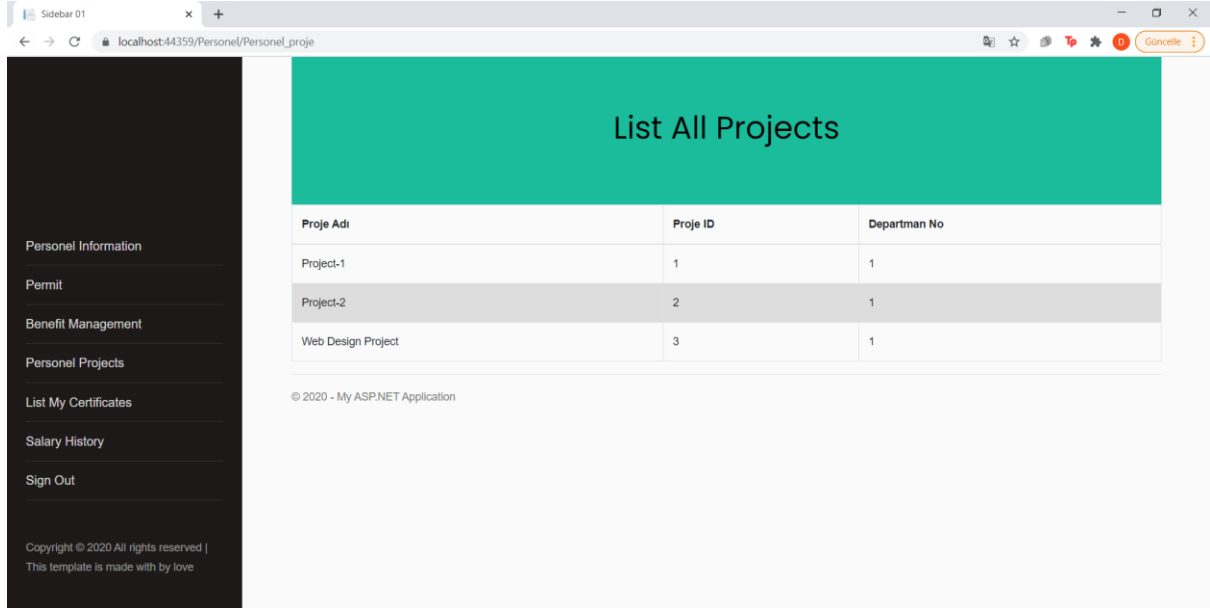 Sidebar 01
localhost:44359/Personel/Personel_proje
Tp
D
Güncelle
List All Projects
Proje Adı Proje ID Departman No
Project-1 1 1
Project-2 2 1
Web Design Project 3 1
© 2020 - My ASP.NET Application
Personel Information
Permit
Benefit Management
Personel Projects
List My Certificates
Salary History
Sign Out
Copyright © 2020 All rights reserved |
This template is made with by love